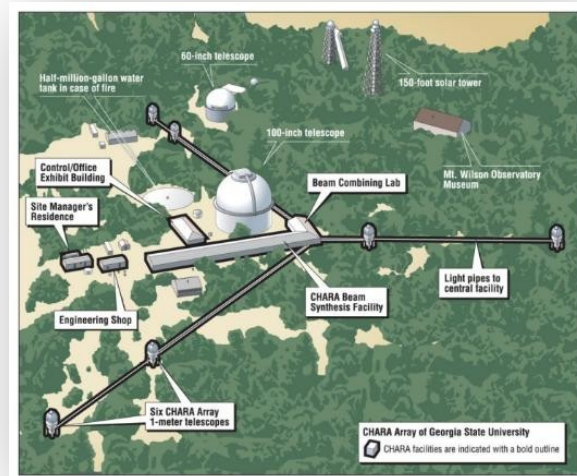 60-inch telescope
Half-million-gallon water
tank in case of fire
150-foot solar tower
100-inch telescope
Control/Office
Exhibit Building
Beam Combining Lab
Mt. Wilson Observatory
Museum
Site Manager's
Residence
Light pipes to
central facility
CHARA Beam
Synthesis Facility
Engineering Shop
Six CHARA Array
1-meter telescopes
CHARA Array of Georgia State University
CHARA facilities are indicated with a bold outline